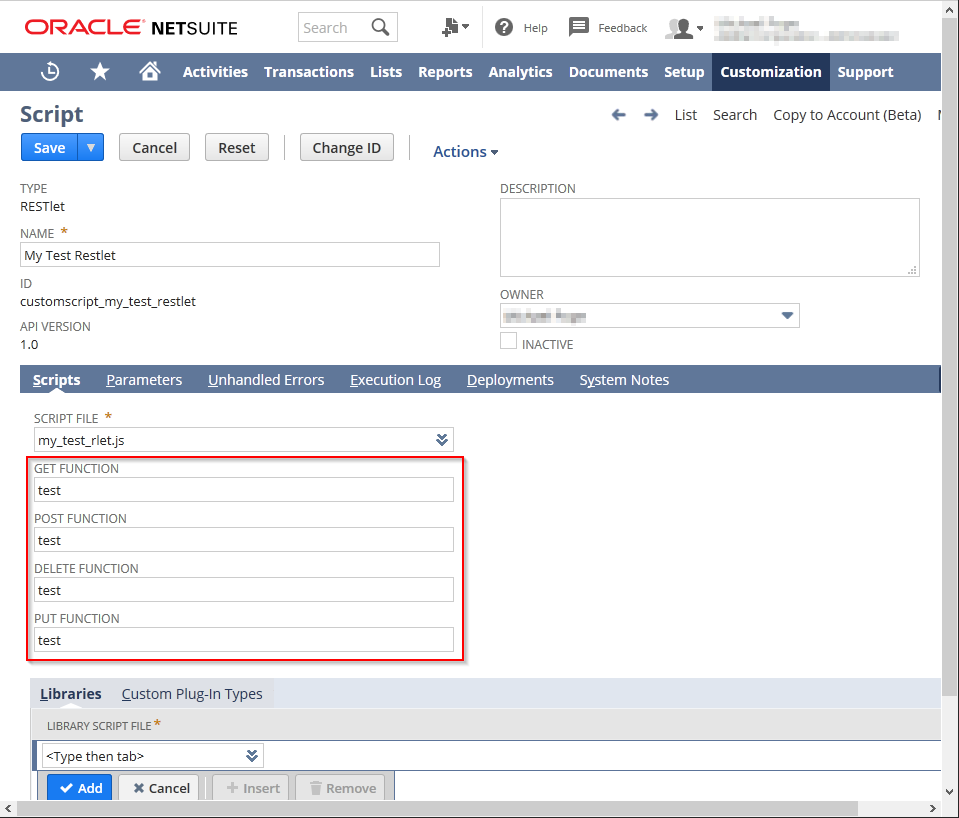 ORACLE NETSUITE
Search
Help
Feedback
Activities Transactions Lists Reports Analytics Documents Setup Customization Support
Script
List Search Copy to Account (Beta)
Save Cancel Reset Change ID Actions
TYPE
RESTlet
NAME *
My Test Restlet
ID
customscript_my_test_restlet
API VERSION
1.0
DESCRIPTION
OWNER
INACTIVE
Scripts Parameters Unhandled Errors Execution Log Deployments System Notes
SCRIPT FILE *
my_test_rlet.js
GET FUNCTION
test
POST FUNCTION
test
DELETE FUNCTION
test
PUT FUNCTION
test
Libraries Custom Plug-In Types
LIBRARY SCRIPT FILE *
<Type then tab>
Add Cancel + Insert Remove